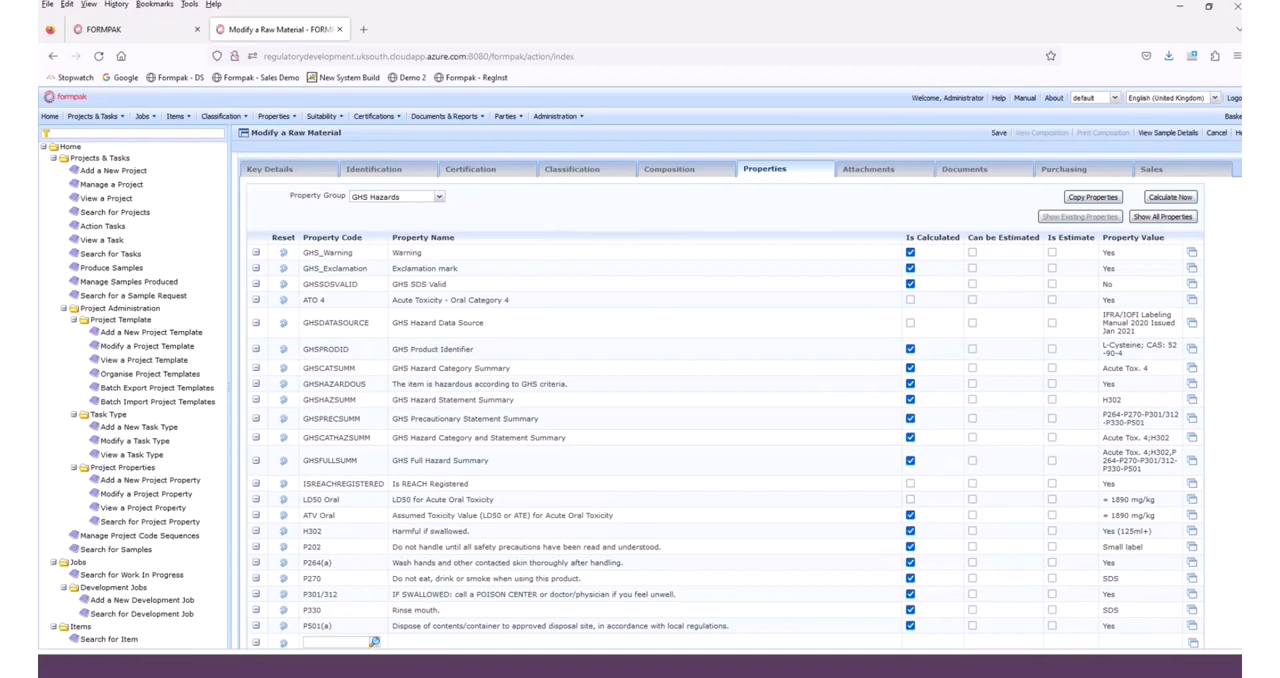 File Edit View History Bookmarks Tools Help
FORMPAK
Modify a Raw Material - FORM
regulatorydevelopment.uksouth.cloudapp.azure.com:8080/formpak/action/index
Stopwatch Google Formpak - DS Formpak - Sales Demo New System Build Demo 2 Formpak - RegInst
formpak
Welcome, Administrator Help Manual About default English (United Kingdom) Logo
Home Projects & Tasks Jobs Items Classification Properties Suitability Certifications Documents & Reports Parties Administration Baske
Modify a Raw Material
Save View Composition Print Composition View Sample Details Cancel He
Home
Projects & Tasks
Add a New Project
Manage a Project
View a Project
Search for Projects
Action Tasks
View a Task
Search for Tasks
Produce Samples
Manage Samples Produced
Search for a Sample Request
Project Administration
Project Template
Add a New Project Template
Modify a Project Template
View a Project Template
Organise Project Templates
Batch Export Project Templates
Batch Import Project Templates
Task Type
Add a New Task Type
Modify a Task Type
View a Task Type
Project Properties
Add a New Project Property
Modify a Project Property
View a Project Property
Search for Project Property
Manage Project Code Sequences
Search for Samples
Jobs
Search for Work In Progress
Development Jobs
Add a New Development Job
Search for Development Job
Items
Search for Item
Key Details Identification Certification Classification Composition Properties Attachments Documents Purchasing Sales
Property Group GHS Hazards
Copy Properties Calculate Now
Show Existing Properties Show All Properties
Reset Property Code Property Name Is Calculated Can be Estimated Is Estimate Property Value
GHS_Warning Warning Yes
GHS_Exclamation Exclamation mark Yes
GHSSDSVALID GHS SDS Valid No
ATO 4 Acute Toxicity - Oral Category 4 Yes
GHSDATASOURCE GHS Hazard Data Source IFRA/IOFI Labeling
Manual 2020 Issued
Jan 2021
GHSPRODID GHS Product Identifier L-Cysteine; CAS: 52
-90-4
GHSCATSUMM GHS Hazard Category Summary Acute Tox. 4
GHSHAZARDOUS The item is hazardous according to GHS criteria. Yes
GHSHAZSUMM GHS Hazard Statement Summary H302
GHSPRECSUMM GHS Precautionary Statement Summary P264-P270-P301/312
-P330-P501
GHSCATHAZSUMM GHS Hazard Category and Statement Summary Acute Tox. 4;H302
GHSFULLSUMM GHS Full Hazard Summary Acute Tox. 4;H302,P
264-P270-P301/312-
P330-P501
ISREACHREGISTERED Is REACH Registered Yes
LD50 Oral LD50 for Acute Oral Toxicity = 1890 mg/kg
ATV Oral Assumed Toxicity Value (LD50 or ATE) for Acute Oral Toxicity = 1890 mg/kg
H302 Harmful if swallowed. Yes (125ml+)
P202 Do not handle until all safety precautions have been read and understood. Small label
P264(a) Wash hands and other contacted skin thoroughly after handling. Yes
P270 Do not eat, drink or smoke when using this product. SDS
P301/312 IF SWALLOWED: call a POISON CENTER or doctor/physician if you feel unwell. Yes
P330 Rinse mouth. SDS
P501(a) Dispose of contents/container to approved disposal site, in accordance with local regulations. Yes